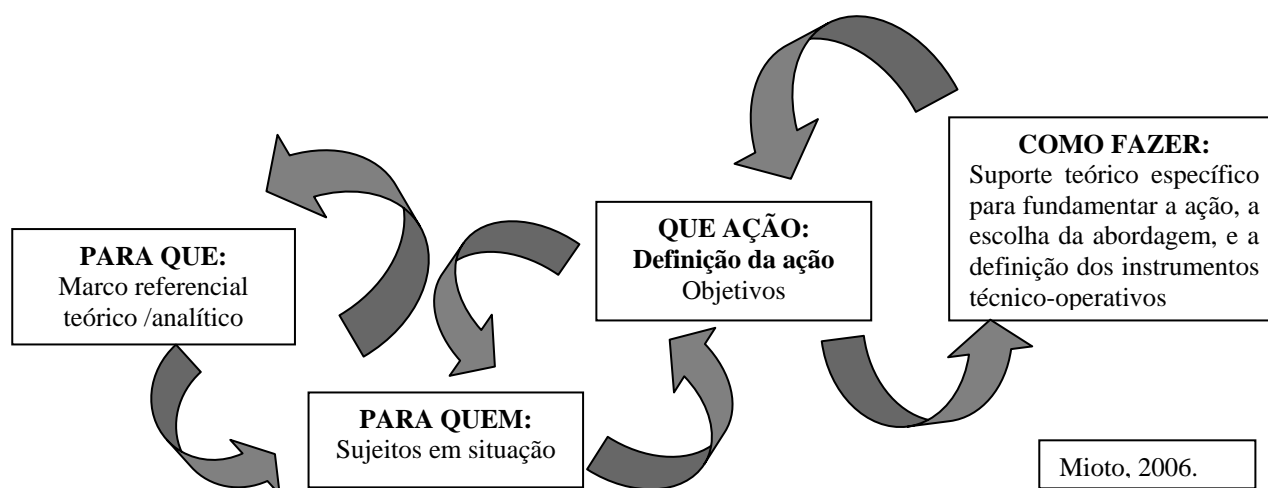 PARA QUE:
Marco referencial
teórico /analítico
PARA QUEM:
Sujeitos em situação
QUE AÇÃO:
Definição da ação
Objetivos
COMO FAZER:
Suporte teórico específico
para fundamentar a ação, a
escolha da abordagem, e a
definição dos instrumentos
técnico-operativos
Mioto, 2006.